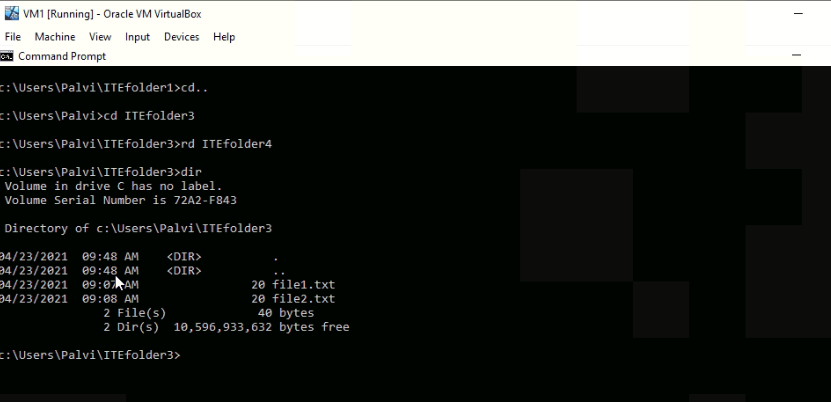 VM1 [Running] - Oracle VM VirtualBox
File Machine View Input Devices Help
Command Prompt
c:\Users\Palvi\ITEfolder1>cd..
c:\Users\Palvi>cd ITEfolder3
c:\Users\Palvi\ITEfolder3>rd ITEfolder4
c:\Users\Palvi\ITEfolder3>dir
Volume in drive C has no label.
Volume Serial Number is 72A2-F843
Directory of c:\Users\Palvi\ITEfolder3
04/23/2021 09:48 AM <DIR> .
04/23/2021 09:48 AM <DIR> ..
04/23/2021 09:07 AM 20 file1.txt
04/23/2021 09:08 AM 20 file2.txt
2 File(s) 40 bytes
2 Dir(s) 10,596,933,632 bytes free
c:\Users\Palvi\ITEfolder3>